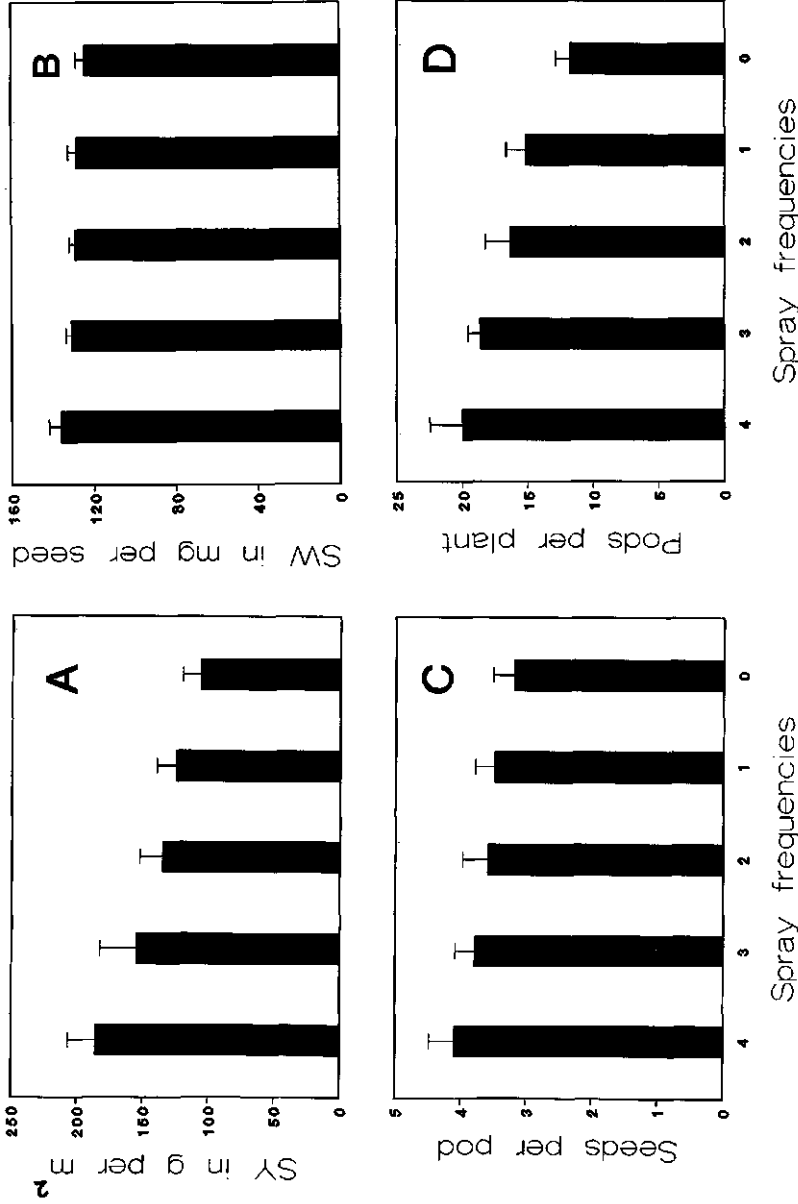 A
SY in g per m²
250
200
150
100
50
0
B
SW in mg per seed
160
120
80
40
0
C
Seeds per pod
5
4
3
2
1
0
4 3 2 1 0
Spray frequencies
D
Pods per plant
25
20
15
10
5
0
4 3 2 1 0
Spray frequencies